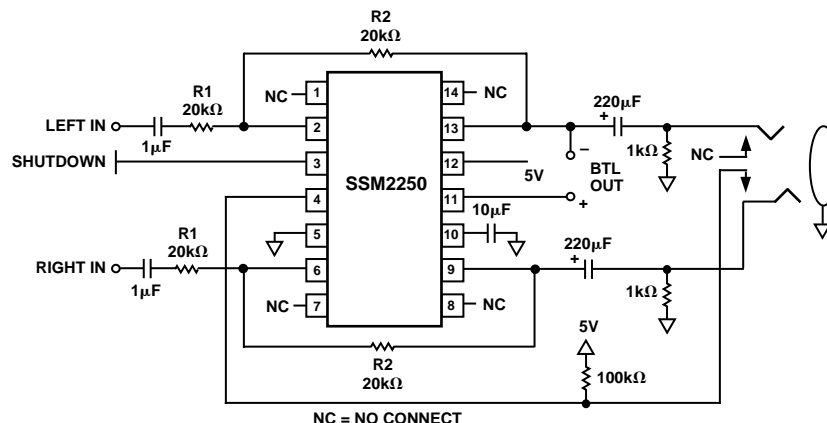 R2
20kΩ
R1
20kΩ
NC
1
14
NC
220µF
+
LEFT IN
2
13
1µF
–
1kΩ
NC
SHUTDOWN
3
12
5V
BTL
OUT
SSM2250
4
11
+
R1
20kΩ
10µF
5
10
220µF
+
RIGHT IN
6
9
1µF
1kΩ
NC
7
8
NC
5V
R2
20kΩ
100kΩ
NC = NO CONNECT